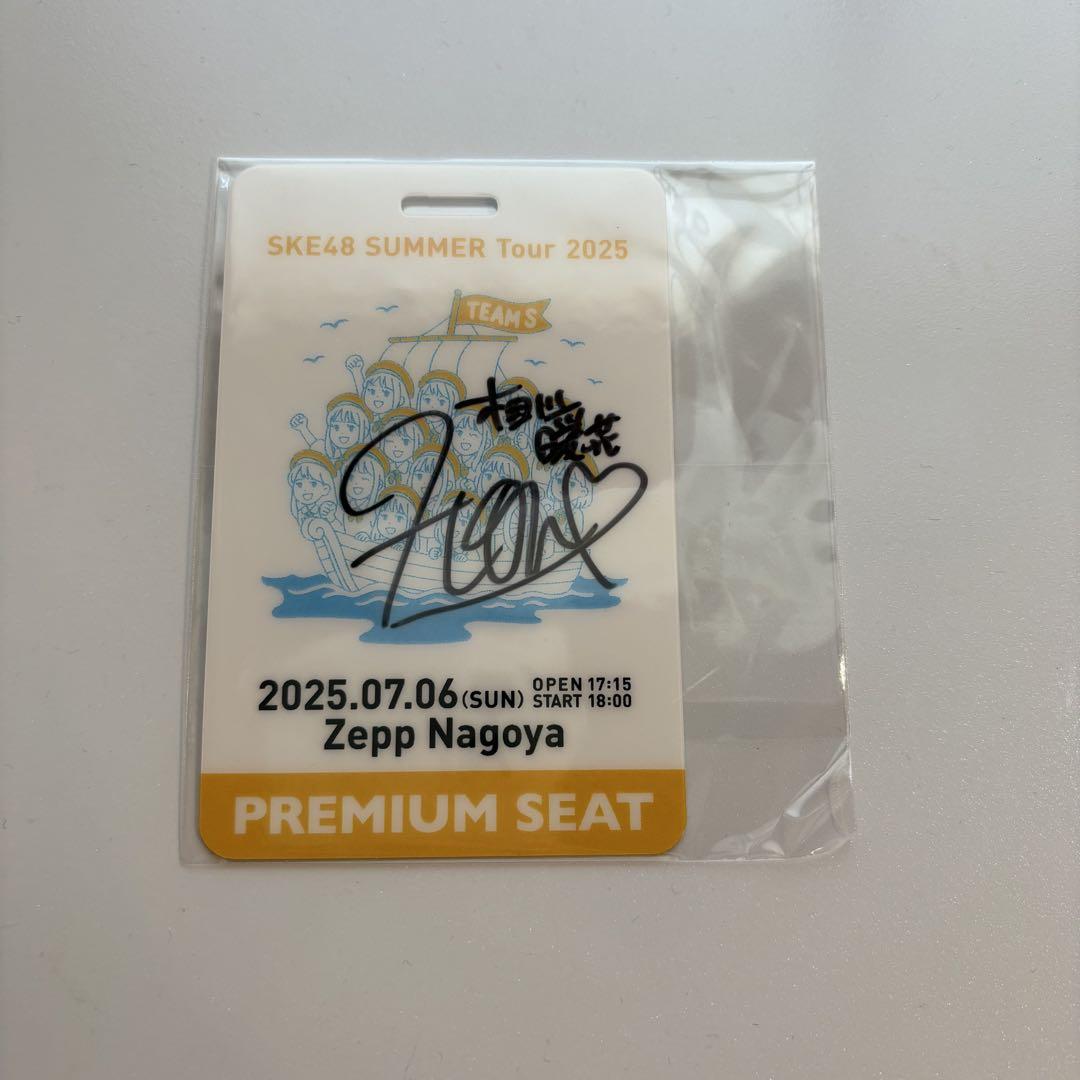 SKE48 SUMMER Tour 2025
TEAM S
相川
暖花
2025.07.06(SUN) OPEN 17:15
START 18:00
Zepp Nagoya
PREMIUM SEAT